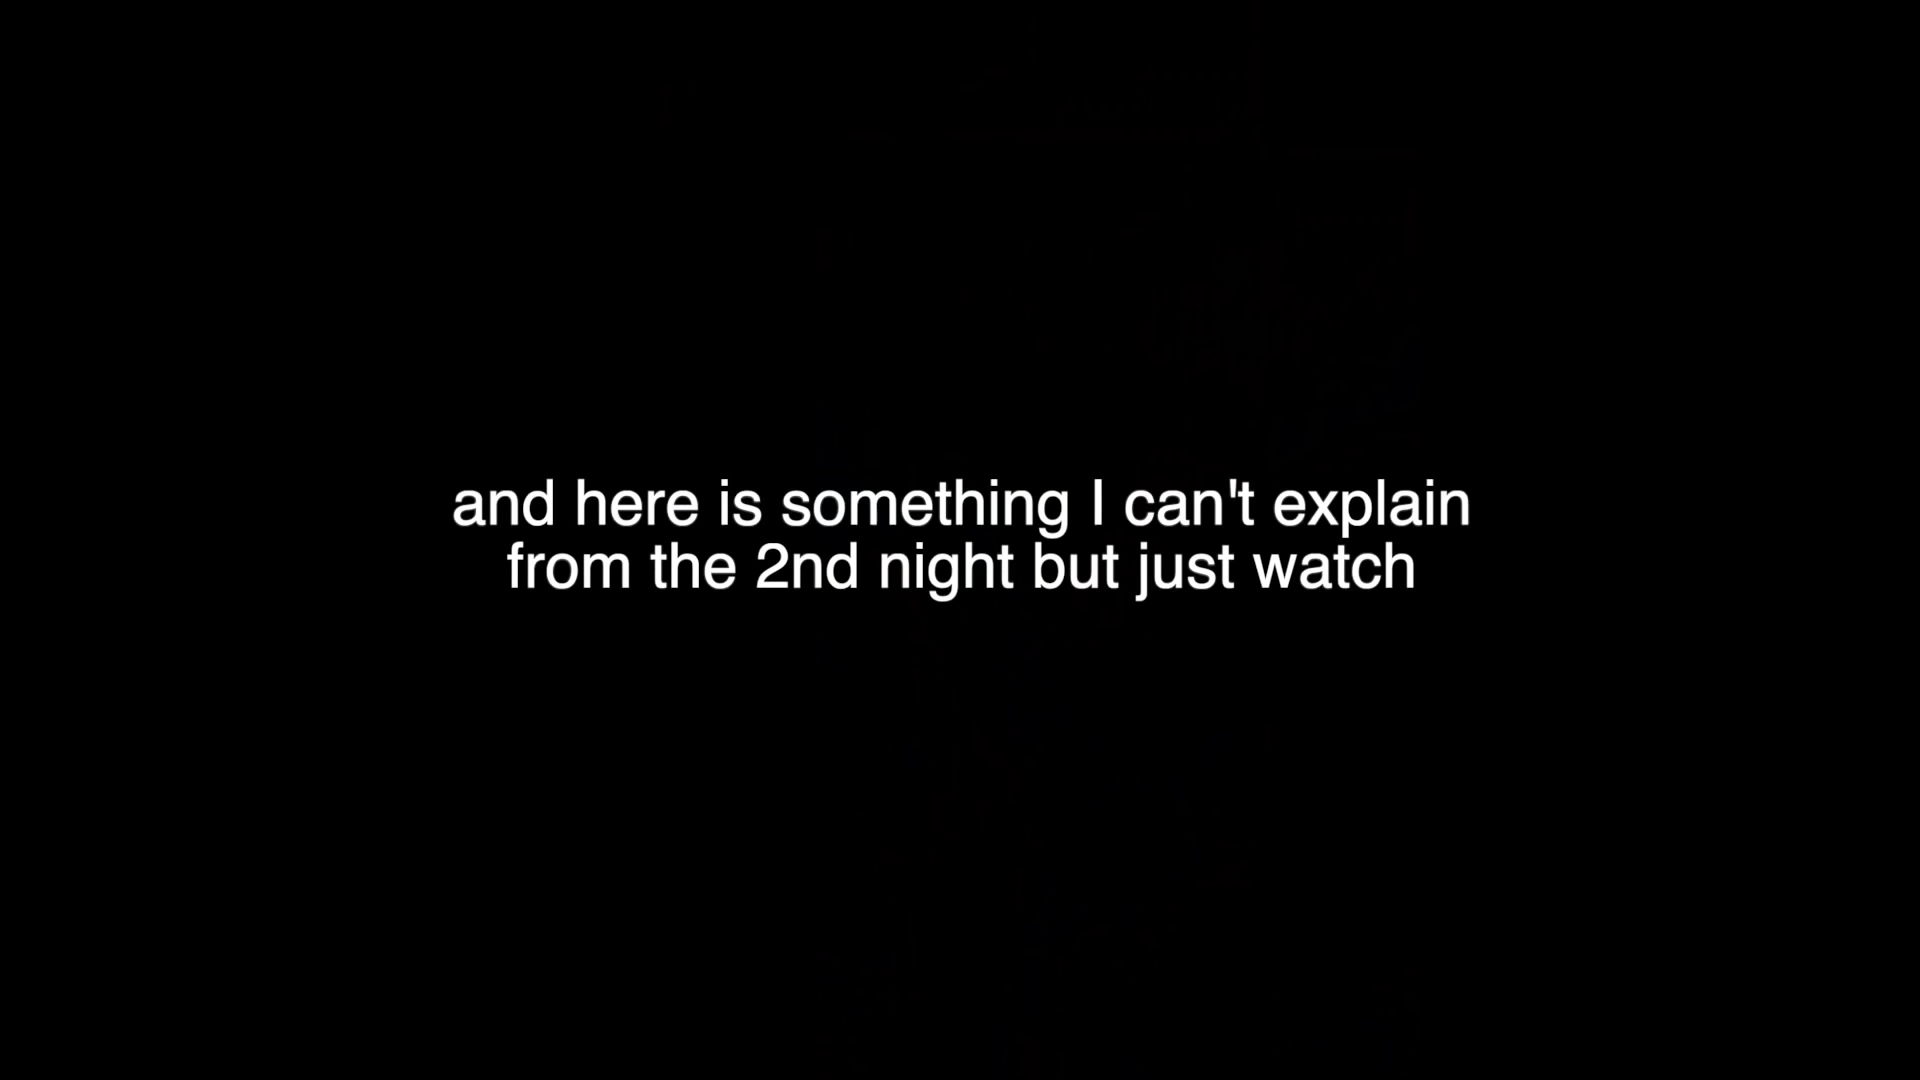 and here is something I can't explain
from the 2nd night but just watch